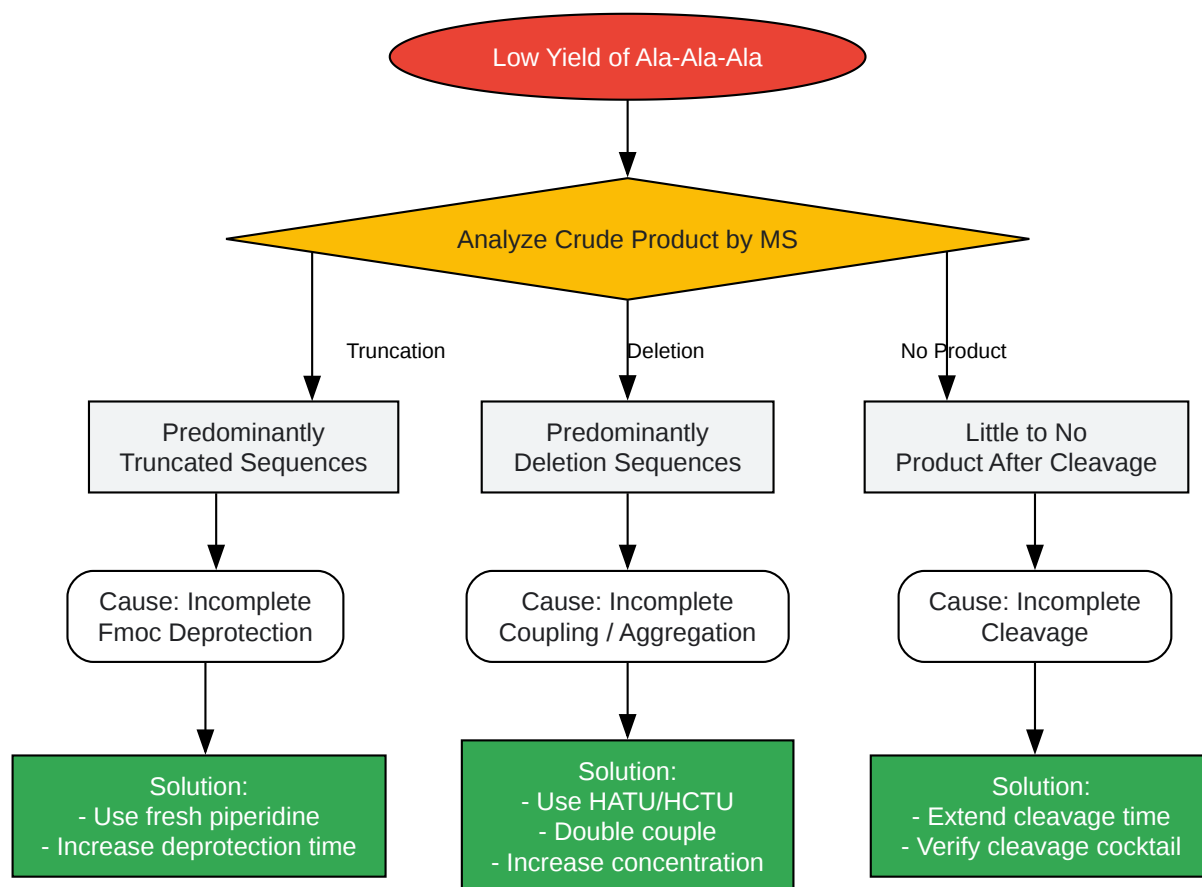 Low Yield of Ala-Ala-Ala
Analyze Crude Product by MS
Truncation
Deletion
No Product
Predominantly
Truncated Sequences
Predominantly
Deletion Sequences
Little to No
Product After Cleavage
Cause: Incomplete
Fmoc Deprotection
Cause: Incomplete
Coupling / Aggregation
Cause: Incomplete
Cleavage
Solution:
- Use fresh piperidine
- Increase deprotection time
Solution:
- Use HATU/HCTU
- Double couple
- Increase concentration
Solution:
- Extend cleavage time
- Verify cleavage cocktail